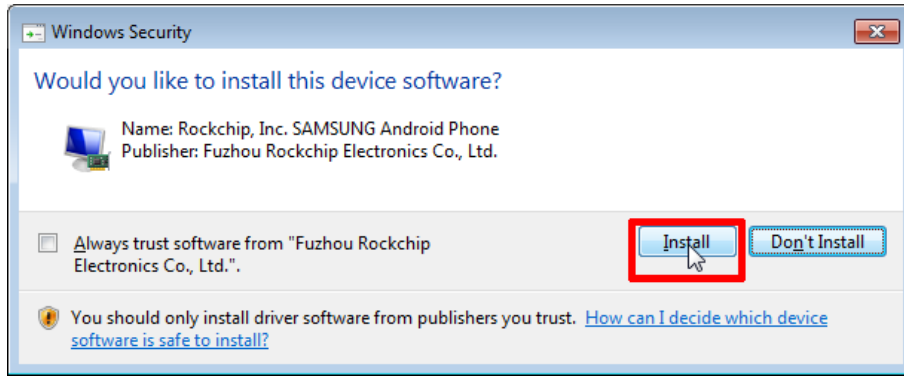 Windows Security
Would you like to install this device software?
Name: Rockchip, Inc. SAMSUNG Android Phone
Publisher: Fuzhou Rockchip Electronics Co., Ltd.
Always trust software from "Fuzhou Rockchip
Electronics Co., Ltd.".
Install
Don't Install
You should only install driver software from publishers you trust. How can I decide which device
software is safe to install?